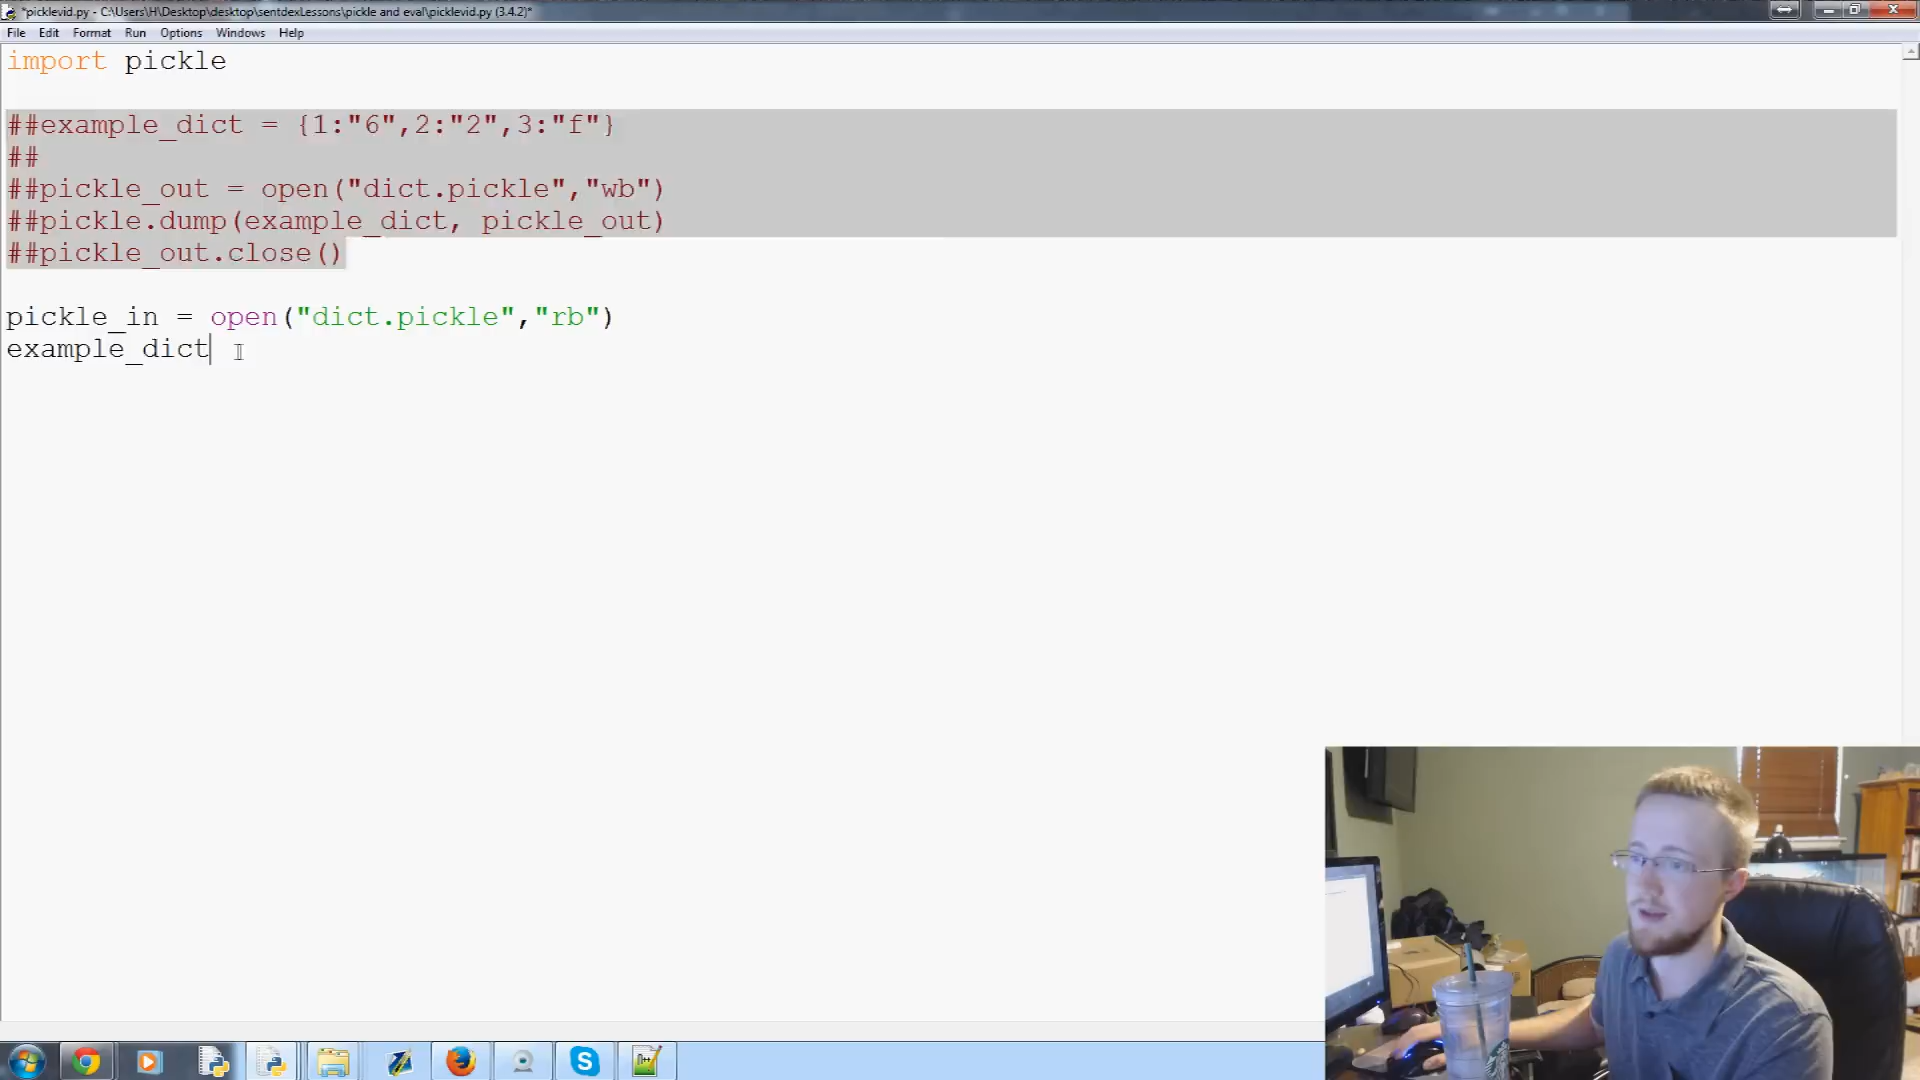 *picklevid.py - C:\Users\H\Desktop\desktop\sentdexLessons\pickle and eval\picklevid.py (3.4.2)*
File Edit Format Run Options Windows Help
import pickle
##example_dict = {1:"6",2:"2",3:"f"}
##
##pickle_out = open("dict.pickle","wb")
##pickle.dump(example_dict, pickle_out)
##pickle_out.close()
pickle_in = open("dict.pickle","rb")
example_dict